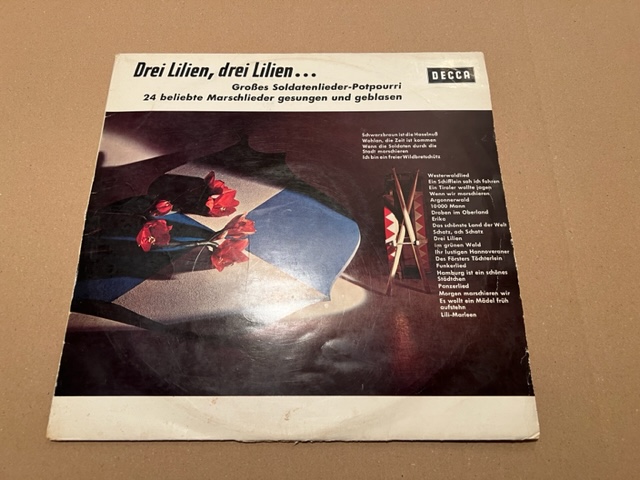 Drei Lilien, drei Lilien...
DECCA
Großes Soldatenlieder-Potpourri
24 beliebte Marschlieder gesungen und geblasen
Schwarzbraun ist die Haselnuß
Wohlan, die Zeit ist kommen
Wenn die Soldaten durch die
Stadt marschieren
Ich bin ein freier Wildbretschütz
Westerwaldlied
Ein Schifflein sah ich fahren
Ein Tiroler wollte jagen
Wenn wir marschieren
Argonnerwald
10 000 Mann
Droben im Oberland
Erika
Das schönste Land der Welt
Schatz, ach Schatz
Drei Lilien
Im grünen Wald
Ihr lustigen Hannoveraner
Des Försters Töchterlein
Funkerlied
Hamburg ist ein schönes
Städtchen
Panzerlied
Morgen marschieren wir
Es wollt ein Mädel früh
aufstehn
Lili-Marleen